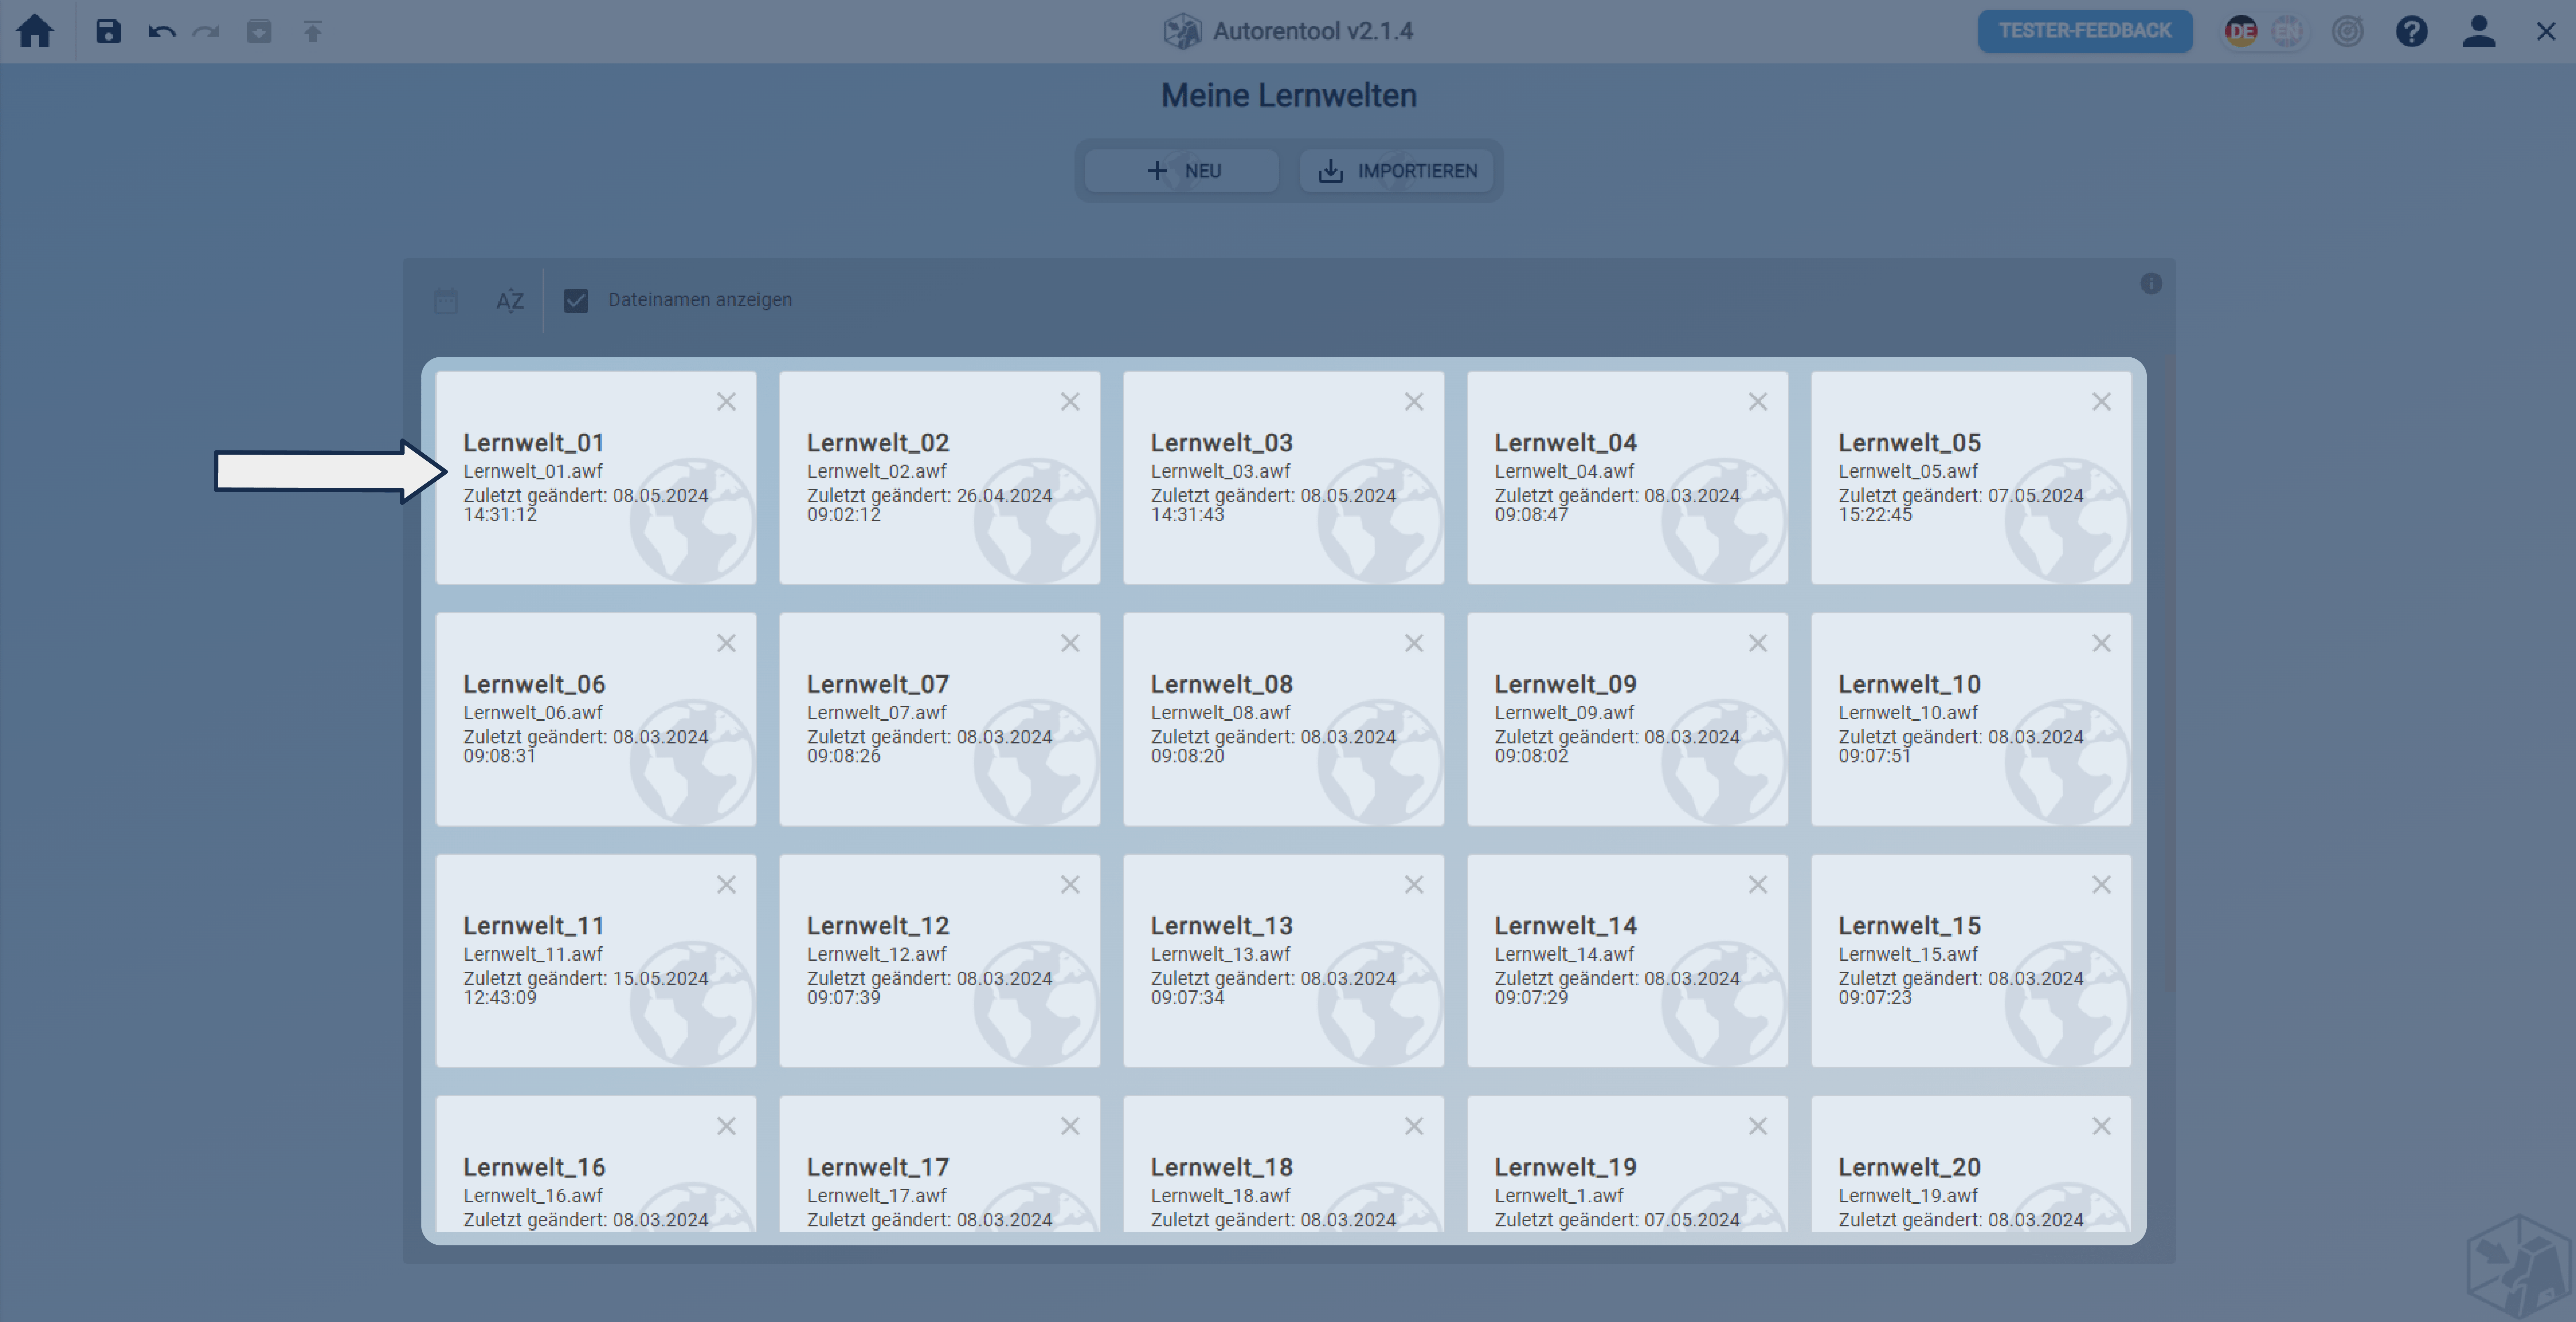 Autorentool v2.1.4
TESTER-FEEDBACK
DE EN
Meine Lernwelten
NEU IMPORTIEREN
AZ Dateinamen anzeigen
Lernwelt_01
Lernwelt_01.awf
Zuletzt geändert: 08.05.2024
14:31:12
Lernwelt_02
Lernwelt_02.awf
Zuletzt geändert: 26.04.2024
09:02:12
Lernwelt_03
Lernwelt_03.awf
Zuletzt geändert: 08.05.2024
14:31:43
Lernwelt_04
Lernwelt_04.awf
Zuletzt geändert: 08.03.2024
09:08:47
Lernwelt_05
Lernwelt_05.awf
Zuletzt geändert: 07.05.2024
15:22:45
Lernwelt_06
Lernwelt_06.awf
Zuletzt geändert: 08.03.2024
09:08:31
Lernwelt_07
Lernwelt_07.awf
Zuletzt geändert: 08.03.2024
09:08:26
Lernwelt_08
Lernwelt_08.awf
Zuletzt geändert: 08.03.2024
09:08:20
Lernwelt_09
Lernwelt_09.awf
Zuletzt geändert: 08.03.2024
09:08:02
Lernwelt_10
Lernwelt_10.awf
Zuletzt geändert: 08.03.2024
09:07:51
Lernwelt_11
Lernwelt_11.awf
Zuletzt geändert: 15.05.2024
12:43:09
Lernwelt_12
Lernwelt_12.awf
Zuletzt geändert: 08.03.2024
09:07:39
Lernwelt_13
Lernwelt_13.awf
Zuletzt geändert: 08.03.2024
09:07:34
Lernwelt_14
Lernwelt_14.awf
Zuletzt geändert: 08.03.2024
09:07:29
Lernwelt_15
Lernwelt_15.awf
Zuletzt geändert: 08.03.2024
09:07:23
Lernwelt_16
Lernwelt_16.awf
Zuletzt geändert: 08.03.2024
Lernwelt_17
Lernwelt_17.awf
Zuletzt geändert: 08.03.2024
Lernwelt_18
Lernwelt_18.awf
Zuletzt geändert: 08.03.2024
Lernwelt_19
Lernwelt_1.awf
Zuletzt geändert: 07.05.2024
Lernwelt_20
Lernwelt_19.awf
Zuletzt geändert: 08.03.2024